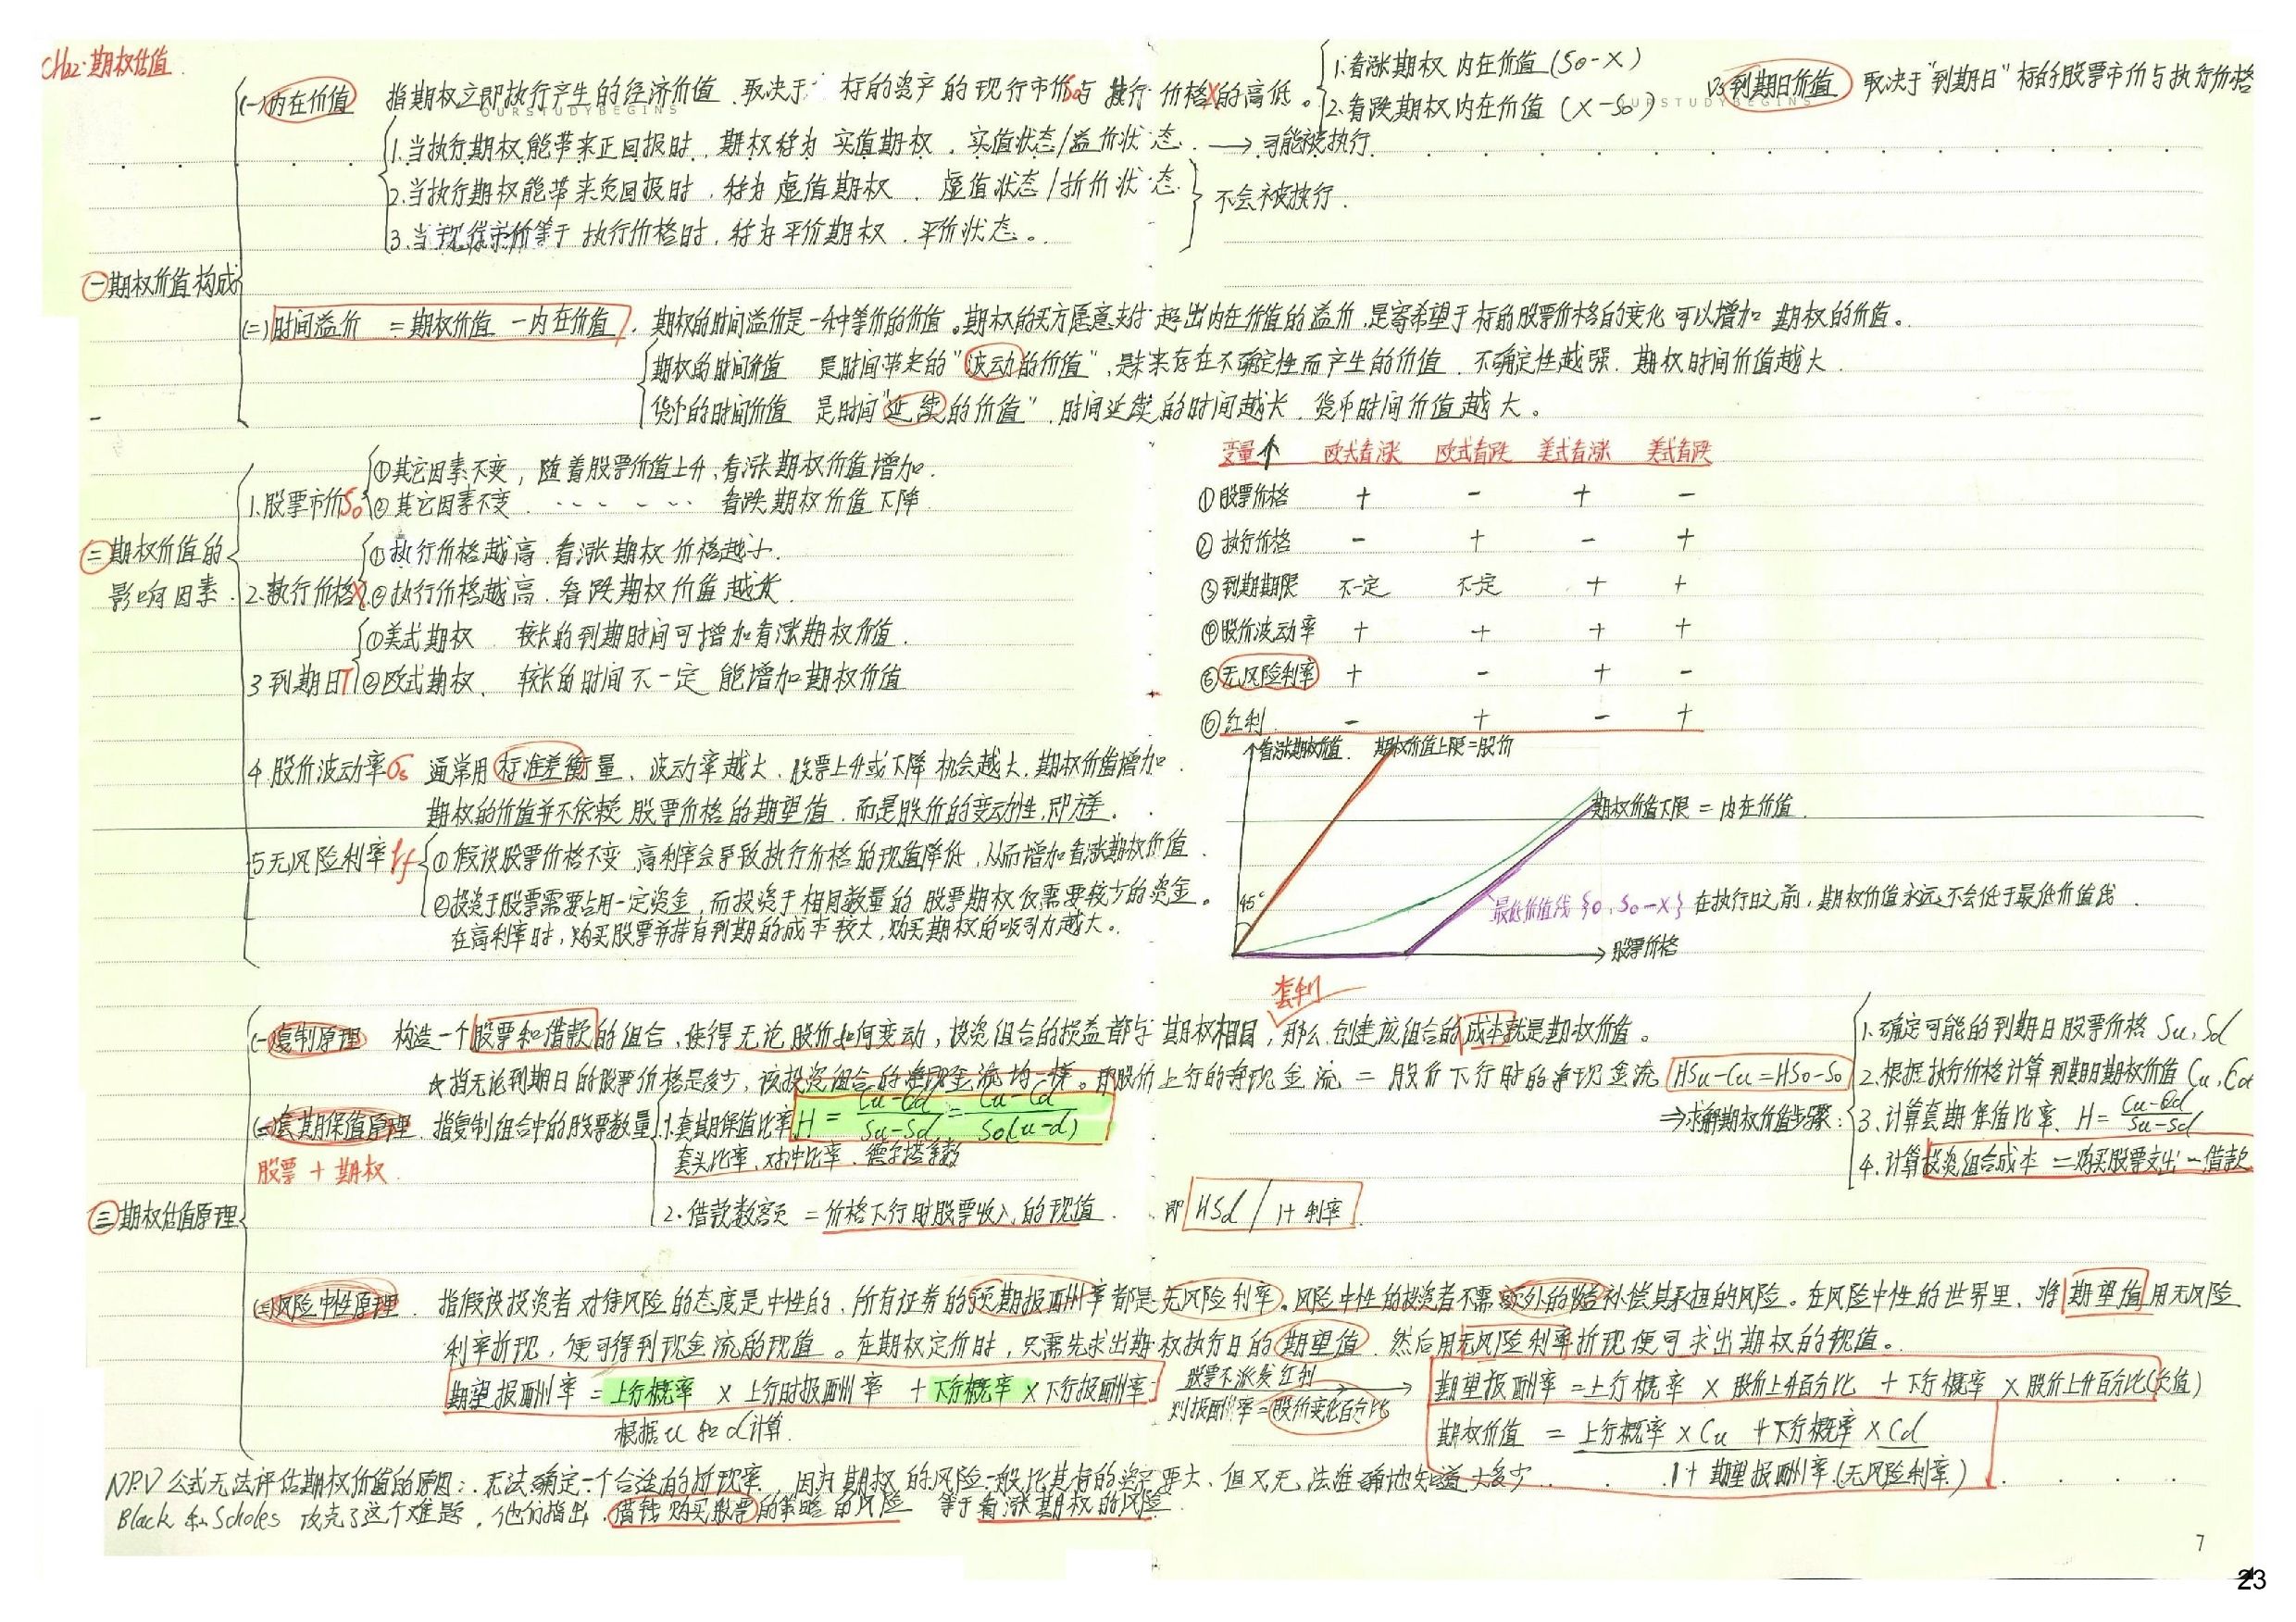 CH22.期权估值
(一)内在价值 指期权立即执行产生的经济价值.取决于 标的资产的现行市价S0与执行价格X的高低。
1.看涨期权 内在价值(S0-X)
2.看跌期权内在价值(X-S0)
V.S 到期日价值 取决于"到期日"标的股票市价与执行价格
OURSTUDYBEGINS
OURSTUDYBEGINS
1.当执行期权能带来正回报时.期权称为 实值期权.实值状态/溢价状态.→可能被执行.
2.当执行期权能带来负回报时.称为 虚值期权.虚值状态/折价状态
3.当现行市价等于 执行价格时,称为平价期权.平价状态。
不会被执行.
一 期权价值构成
(二)时间溢价 =期权价值-内在价值.期权的时间溢价是一种等价的价值。期权的买方愿意支付 超出内在价值的溢价,是寄希望于标的股票价格的变化 可以增加 期权的价值。
期权的时间价值 是时间带来的"波动的价值",是未来存在不确定性而产生的价值.不确定性越强.期权时间价值越大.
货币的时间价值 是时间"延续的价值".时间延续的时间越长.货币时间价值越大。
二 期权价值的影响因素
1.股票市价S0
①其它因素不变,随着股票价值上升,看涨期权价值增加.
②其它因素不变.------看跌期权价值下降
2.执行价格X
①执行价格越高.看涨期权价格越小.
②执行价格越高.看跌期权价值越大.
3 到期日T
①美式期权.较长的到期时间可增加看涨期权价值.
②欧式期权、较长的时间不一定 能增加期权价值
4.股价波动率σs 通常用标准差衡量、波动率越大.股票上升或下降机会越大.期权价值增加.
期权的价值并不依赖 股票价格的期望值.而是股价的变动性,即方差.
5无风险利率rf
①假设股票价格不变 高利率会导致执行价格的现值降低,从而增加看涨期权价值.
②投资于股票需要占用一定资金,而投资于相同数量的 股票期权仅需要较少的资金。
在高利率时,购买股票并持有到期的成本较大,购买期权的吸引力越大。
变量↑ 欧式看涨 欧式看跌 美式看涨 美式看跌
①股票价格 + - + -
②执行价格 - + - +
③到期期限 不一定 不一定 + +
④股价波动率 + + + +
⑤无风险利率 + - + -
⑥红利 - + - +
看涨期权价值. 期权价值上限=股价
期权价值下限=内在价值
45°
最低价值线{0,S0-X} 在执行日之前,期权价值永远不会低于最低价值线.
股票价格
套利
三 期权估值原理
(一)复制原理 构造一个股票和借款的组合,使得无论股价如何变动,投资组合的损益都与期权相同,那么.创建该组合的成本就是期权价值。
☆指无论到期日的股票价格是多少,该投资组合的净现金流均一样。即股价上行的净现金流=股价下行时的净现金流 HSu-Cu=HS0-S0
(二)套期保值原理.指复制组合中的股票数量
股票+期权.
1.套期保值比率H=(Cu-Cd)/(Su-Sd)=(Cu-Cd)/(S0(u-d))
套头比率、对冲比率、德尔塔系数
2.借款数额=价格下行时股票收入的现值. 即 HSd/1+利率
⇒求解期权价值步骤:
1.确定可能的到期日股票价格 Su,Sd
2.根据执行价格计算到期日期权价值Cu,Cd
3.计算套期保值比率、H=(Cu-Cd)/(Su-Sd)
4.计算投资组合成本=购买股票支出-借款
(三)风险中性原理.指假设投资者对待风险的态度是中性的,所有证券的预期报酬率都是无风险利率。风险中性的投资者不需额外的收益补偿其承担的风险。在风险中性的世界里.将期望值用无风险
利率折现,便可得到现金流的现值。在期权定价时,只需先求出期权执行日的期望值.然后用无风险利率折现便可求出期权的现值。
期望报酬率=上行概率×上行时报酬率+下行概率×下行报酬率
根据u和d计算.
股票不派发红利
则报酬率=股价变化百分比
期望报酬率=上行概率×股价上升百分比+下行概率×股价上升百分比(负值)
期权价值=上行概率×Cu+下行概率×Cd
1+期望报酬率(无风险利率)
NPV公式无法评估期权价值的原因:无法确定一个合适的折现率.因为期权的风险一般比其标的资产要大,但又无法准确地知道大多少.
Black和Scholes 攻克了这个难题,他们指出.借钱购买股票的策略的风险 等于看涨期权的风险.
7
23